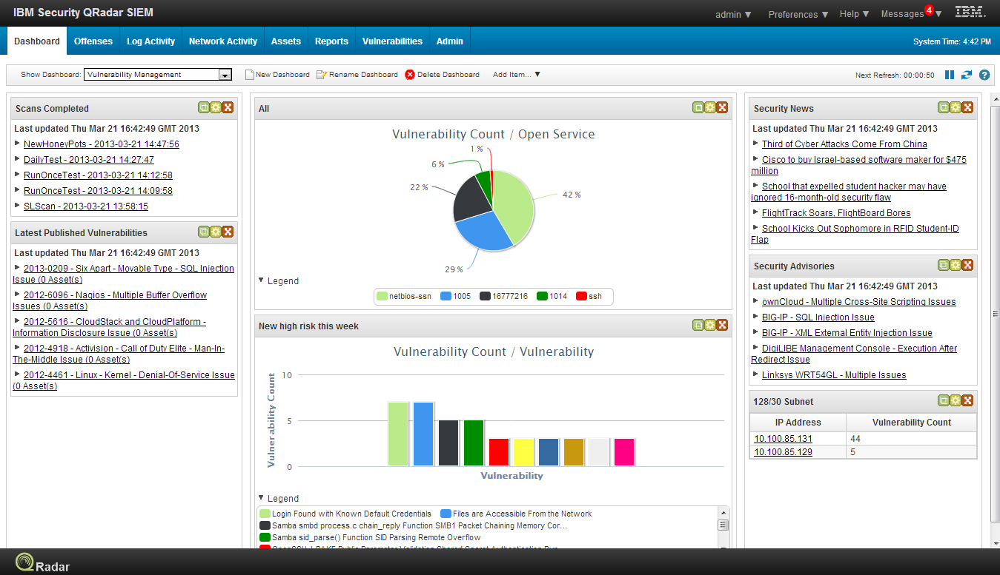 IBM Security QRadar SIEM
admin ▼ Preferences ▼ Help ▼ Messages 4 ▼ IBM.
Dashboard Offenses Log Activity Network Activity Assets Reports Vulnerabilities Admin System Time: 4:42 PM
Show Dashboard: Vulnerability Management New Dashboard Rename Dashboard Delete Dashboard Add Item... ▼ Next Refresh: 00:00:50 ?
Scans Completed
Last updated Thu Mar 21 16:42:49 GMT 2013
NewHoneyPots - 2013-03-21 14:47:56
DailyTest - 2013-03-21 14:27:47
RunOnceTest - 2013-03-21 14:12:58
RunOnceTest - 2013-03-21 14:09:58
SLScan - 2013-03-21 13:58:15
Latest Published Vulnerabilities
Last updated Thu Mar 21 16:42:49 GMT 2013
2013-0209 - Six Apart - Movable Type - SQL Injection
Issue (0 Asset(s)
2012-6096 - Nagios - Multiple Buffer Overflow
Issues (0 Asset(s)
2012-5616 - CloudStack and CloudPlatform -
Information Disclosure Issue (0 Asset(s)
2012-4918 - Activision - Call of Duty Elite - Man-In-
The-Middle Issue (0 Asset(s)
2012-4461 - Linux - Kernel - Denial-Of-Service Issue
(0 Asset(s)
All
Vulnerability Count / Open Service
1 %
6 %
22 %
42 %
29 %
Legend
netbios-ssn 1005 16777216 1014 ssh
New high risk this week
Vulnerability Count / Vulnerability
Vulnerability Count
10
5
0
Vulnerability
Legend
Login Found with Known Default Credentials Files are Accessible From the Network
Samba smbd process.c chain_reply Function SMB1 Packet Chaining Memory Cor...
Samba sid_parse() Function SID Parsing Remote Overflow
Security News
Last updated Thu Mar 21 16:42:49 GMT 2013
Third of Cyber Attacks Come From China
Cisco to buy Israel-based software maker for $475
million
School that expelled student hacker may have
ignored 16-month-old security flaw
FlightTrack Soars, FlightBoard Bores
School Kicks Out Sophomore in RFID Student-ID
Flap
Security Advisories
Last updated Thu Mar 21 16:42:49 GMT 2013
ownCloud - Multiple Cross-Site Scripting Issues
BIG-IP - SQL Injection Issue
BIG-IP - XML External Entity Injection Issue
DigiLIBE Management Console - Execution After
Redirect Issue
Linksys WRT54GL - Multiple Issues
128/30 Subnet
IP Address Vulnerability Count
10.100.85.131 44
10.100.85.129 5
QRadar